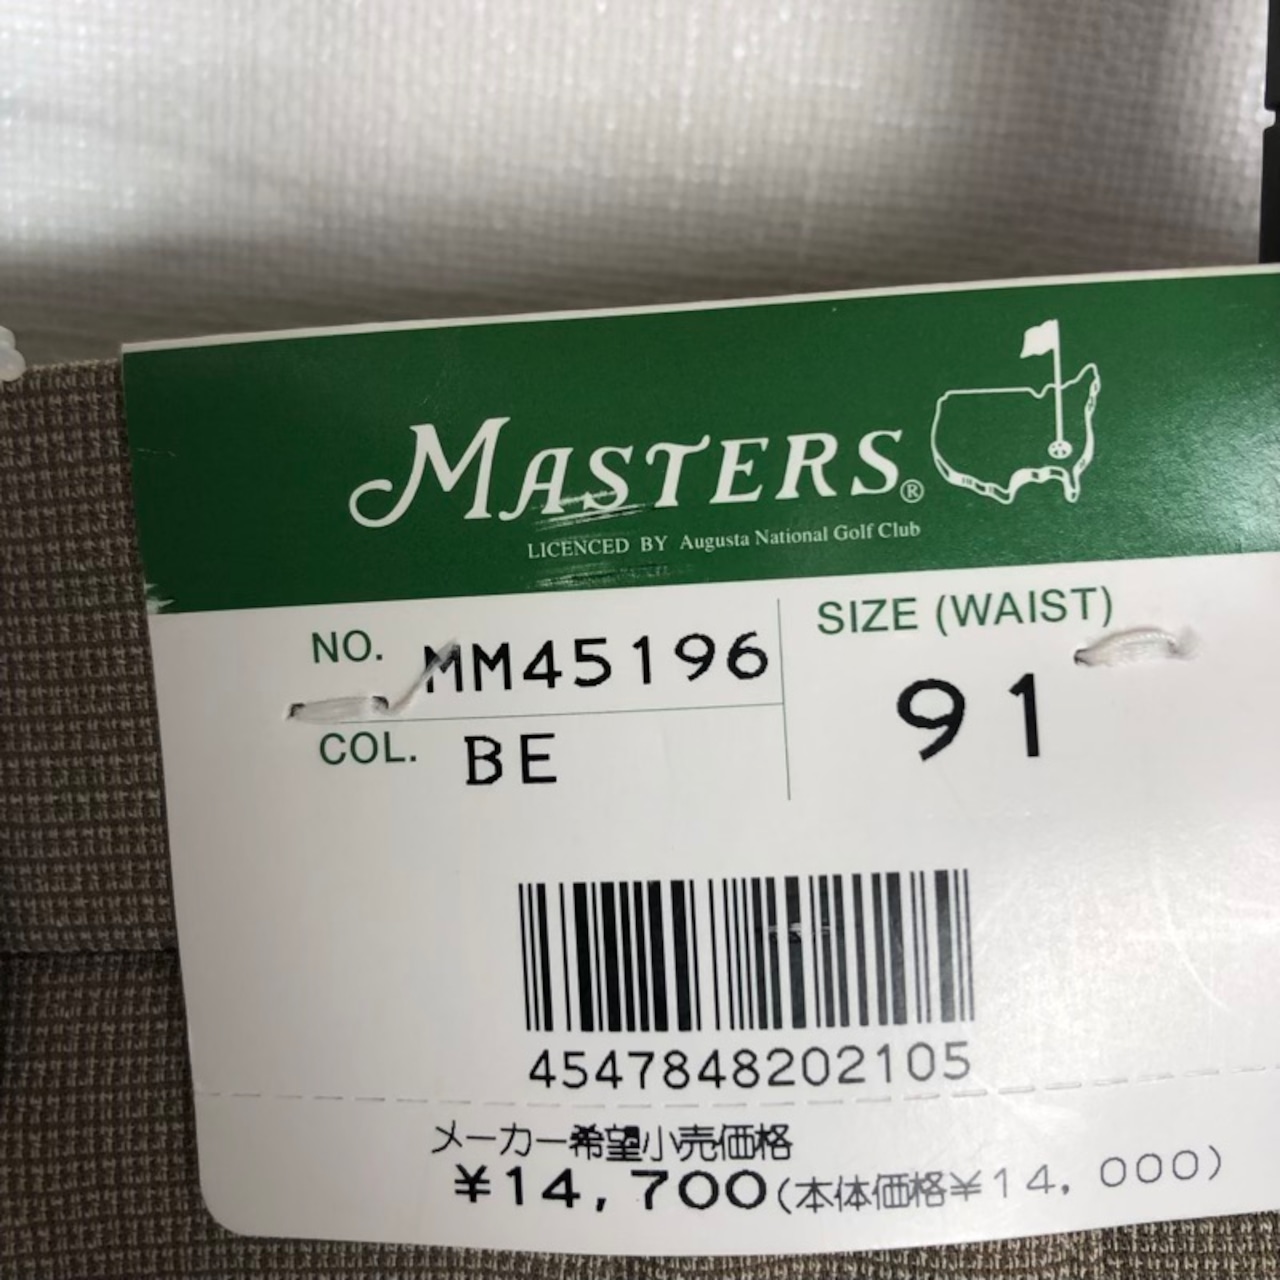 MASTERS®
LICENCED BY Augusta National Golf Club
NO. MM45196
COL. BE
SIZE (WAIST)
91
4547848202105
メーカー希望小売価格
¥14,700(本体価格¥14,000)